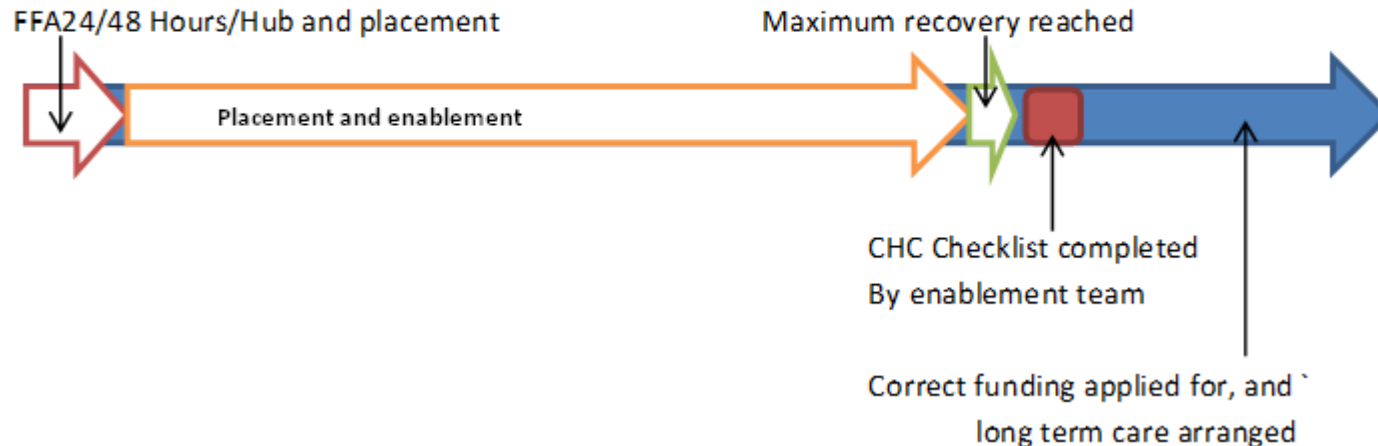 FFA24/48 Hours/Hub and placement
Maximum recovery reached
Placement and enablement
CHC Checklist completed
By enablement team
Correct funding applied for, and `
long term care arranged